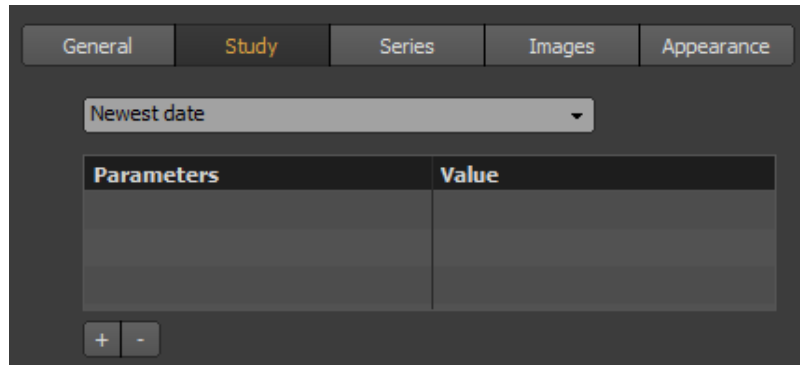 General Study Series Images Appearance
Newest date
Parameters Value
+ -